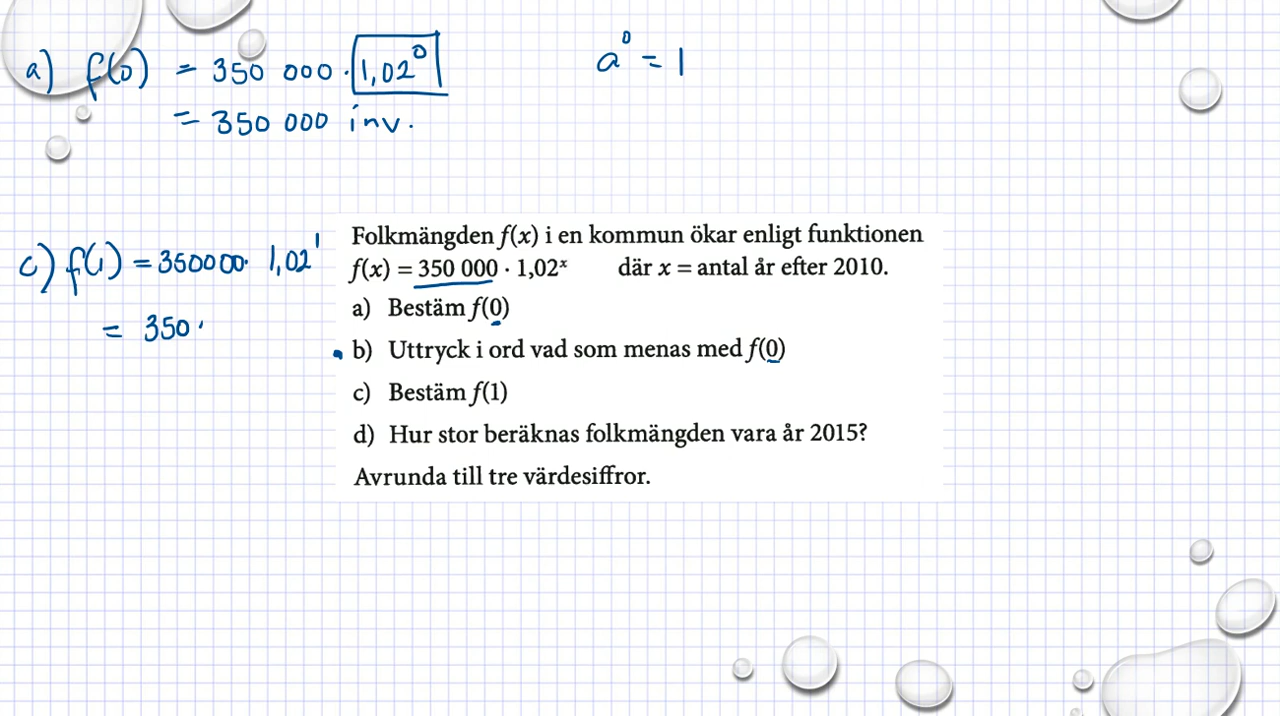 a) f(0) = 350 000 · 1,02⁰
= 350 000 inv.
a⁰ = 1
c) f(1) = 350000 · 1,02¹
= 350 ·
Folkmängden f(x) i en kommun ökar enligt funktionen
f(x) = 350 000 · 1,02ˣ där x = antal år efter 2010.
a) Bestäm f(0)
b) Uttryck i ord vad som menas med f(0)
c) Bestäm f(1)
d) Hur stor beräknas folkmängden vara år 2015?
Avrunda till tre värdesiffror.